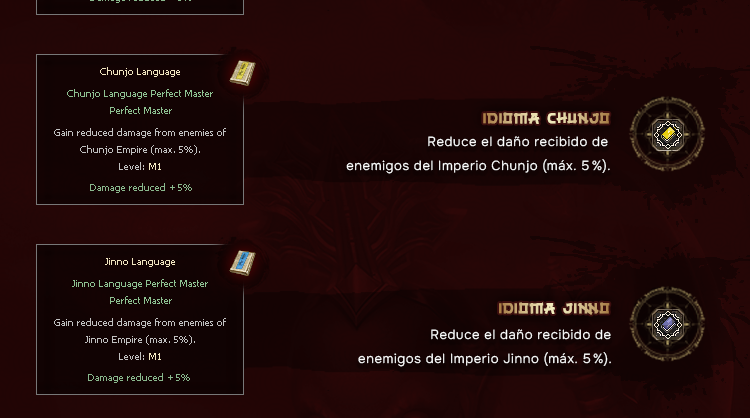 Chunjo Language
Chunjo Language Perfect Master
Perfect Master
Gain reduced damage from enemies of
Chunjo Empire (max. 5%).
Level: M1
Damage reduced +5%
IDIOMA CHUNJO
Reduce el daño recibido de
enemigos del Imperio Chunjo (máx. 5%).
Jinno Language
Jinno Language Perfect Master
Perfect Master
Gain reduced damage from enemies of
Jinno Empire (max. 5%).
Level: M1
Damage reduced +5%
IDIOMA JINNO
Reduce el daño recibido de
enemigos del Imperio Jinno (máx. 5%).